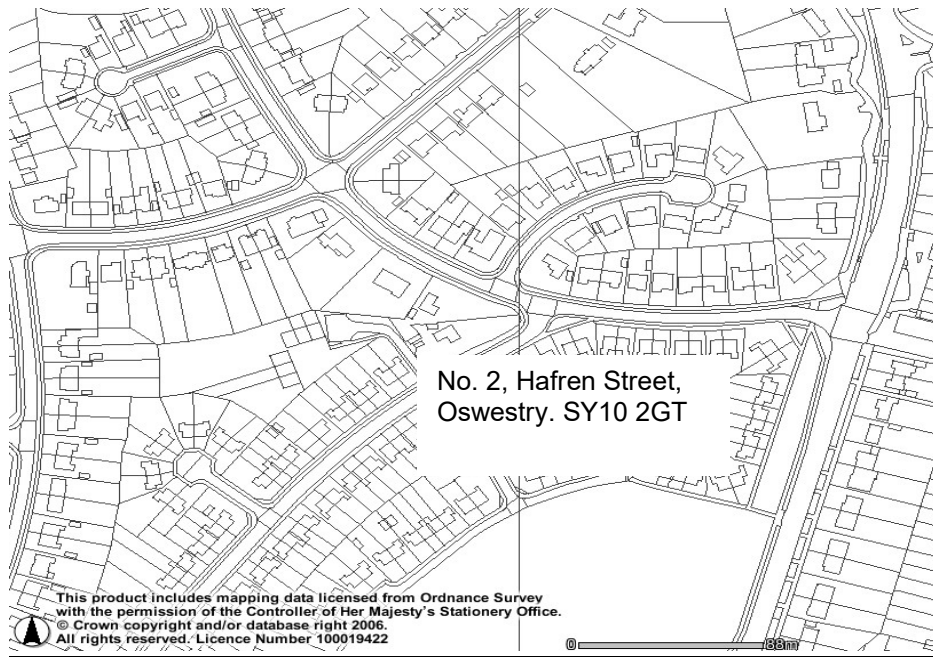 No. 2, Hafren Street,
Oswestry. SY10 2GT
This product includes mapping data licensed from Ordnance Survey
with the permission of the Controller of Her Majesty's Stationery Office.
© Crown copyright and/or database right 2006.
All rights reserved. Licence Number 100019422
0 88m